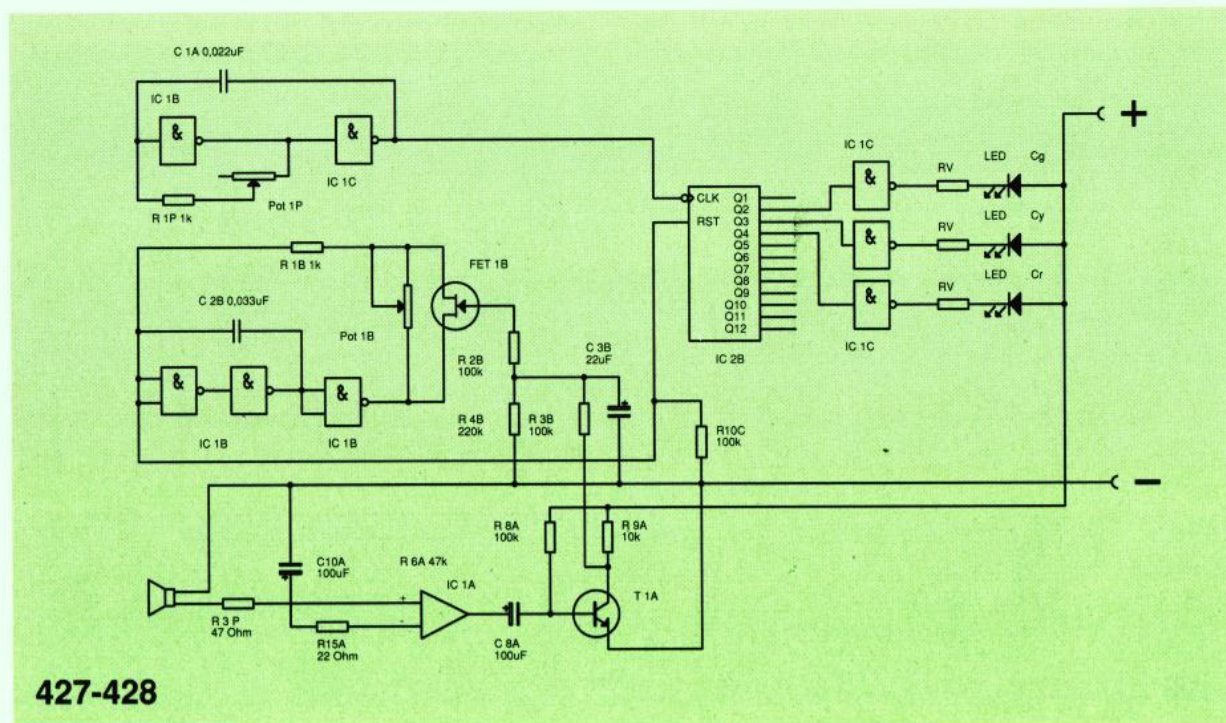 C 1A 0,022uF
IC 1B
&
&
IC 1C
R 1P 1k
Pot 1P
R 1B 1k
FET 1B
C 2B 0,033uF
Pot 1B
&
&
&
IC 1B
IC 1B
R 2B
100k
R 4B
220k
R 3B
100k
C 3B
22uF
CLK
RST
Q1
Q2
Q3
Q4
Q5
Q6
Q7
Q8
Q9
Q10
Q11
Q12
IC 2B
IC 1C
&
RV
LED
Cg
+
&
RV
LED
Cy
&
RV
LED
Cr
IC 1C
R10C
100k
−
R 8A
100k
R 9A
10k
C10A
100uF
R 6A 47k
IC 1A
+
-
T 1A
R 3 P
47 Ohm
R15A
22 Ohm
C 8A
100uF
427-428